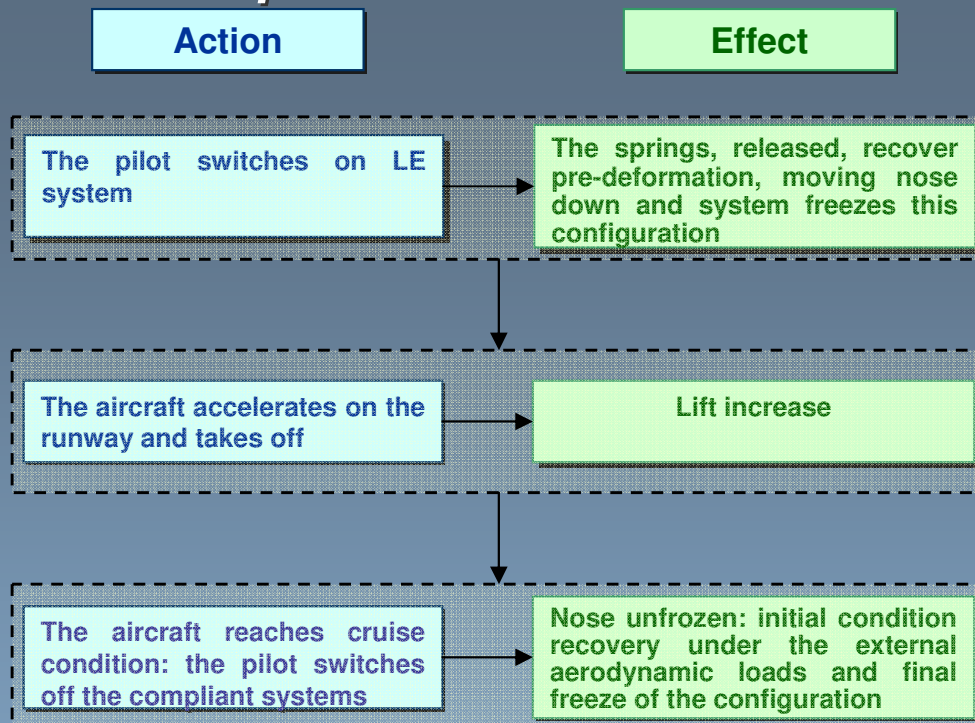 Action
Effect
The pilot switches on LE
system
The springs, released, recover
pre-deformation, moving nose
down and system freezes this
configuration
The aircraft accelerates on the
runway and takes off
Lift increase
The aircraft reaches cruise
condition: the pilot switches
off the compliant systems
Nose unfrozen: initial condition
recovery under the external
aerodynamic loads and final
freeze of the configuration